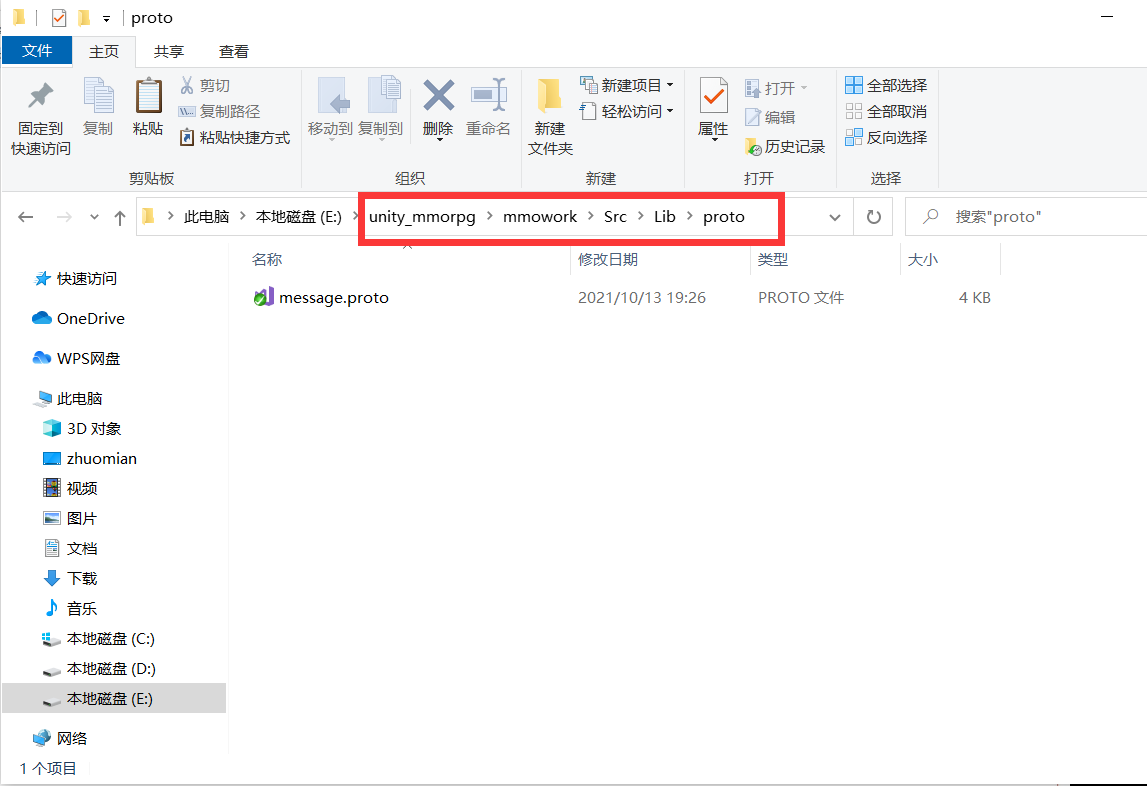 proto
文件 主页 共享 查看
固定到
快速访问
复制
粘贴
剪切
复制路径
粘贴快捷方式
剪贴板
移动到 复制到 删除 重命名
组织
新建
文件夹
新建项目
轻松访问
新建
属性
打开
编辑
历史记录
打开
全部选择
全部取消
反向选择
选择
此电脑 本地磁盘 (E:) unity_mmorpg mmowork Src Lib proto
搜索"proto"
名称 修改日期 类型 大小
message.proto 2021/10/13 19:26 PROTO 文件 4 KB
快速访问
OneDrive
WPS网盘
此电脑
3D 对象
zhuomian
视频
图片
文档
下载
音乐
本地磁盘 (C:)
本地磁盘 (D:)
本地磁盘 (E:)
网络
1 个项目